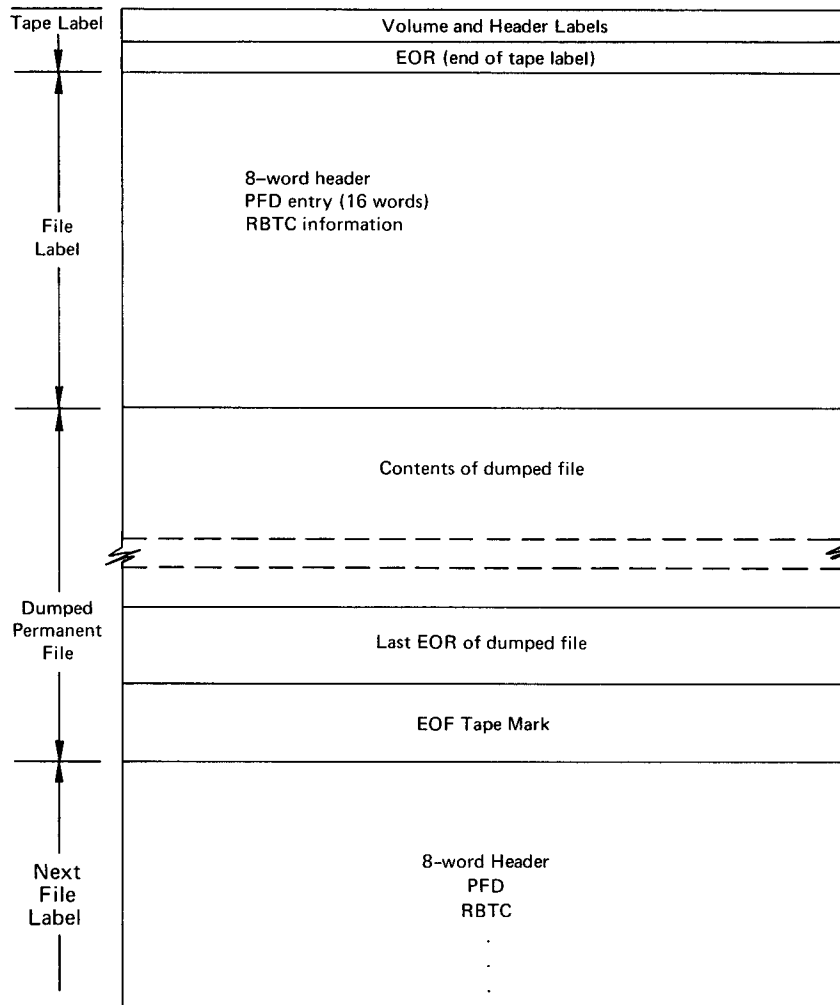 Tape Label
Volume and Header Labels
EOR (end of tape label)
8-word header
PFD entry (16 words)
RBTC information
File
Label
Contents of dumped file
Dumped
Permanent
File
Last EOR of dumped file
EOF Tape Mark
Next
File
Label
8-word Header
PFD
RBTC
.
.
.